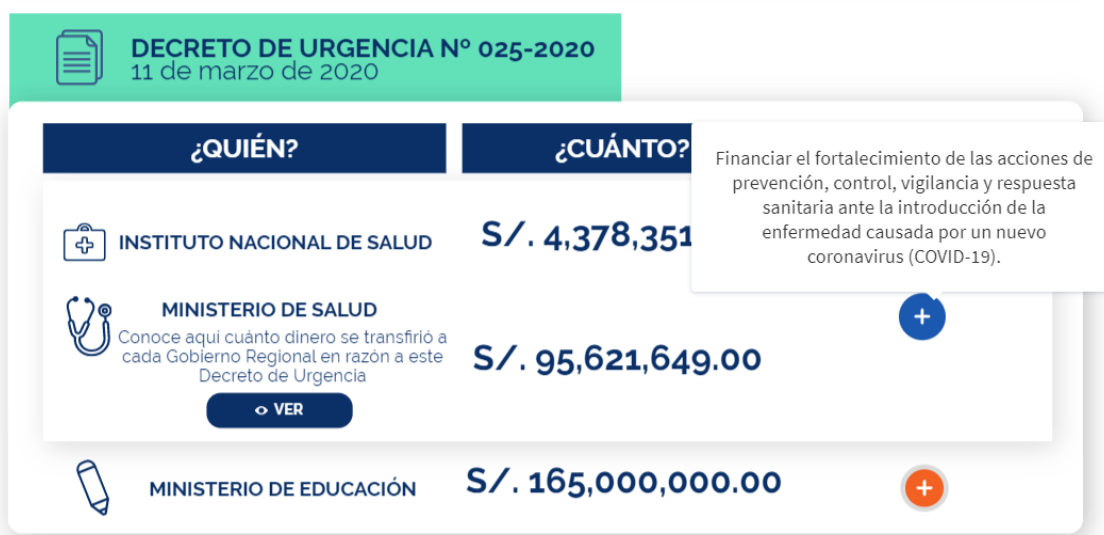 DECRETO DE URGENCIA Nº 025-2020
11 de marzo de 2020
¿QUIÉN?
¿CUÁNTO?
Financiar el fortalecimiento de las acciones de
prevención, control, vigilancia y respuesta
sanitaria ante la introducción de la
enfermedad causada por un nuevo
coronavirus (COVID-19).
INSTITUTO NACIONAL DE SALUD
S/. 4,378,351
MINISTERIO DE SALUD
Conoce aquí cuánto dinero se transfirió a
cada Gobierno Regional en razón a este
Decreto de Urgencia
VER
S/. 95,621,649.00
+
MINISTERIO DE EDUCACIÓN
S/. 165,000,000.00
+